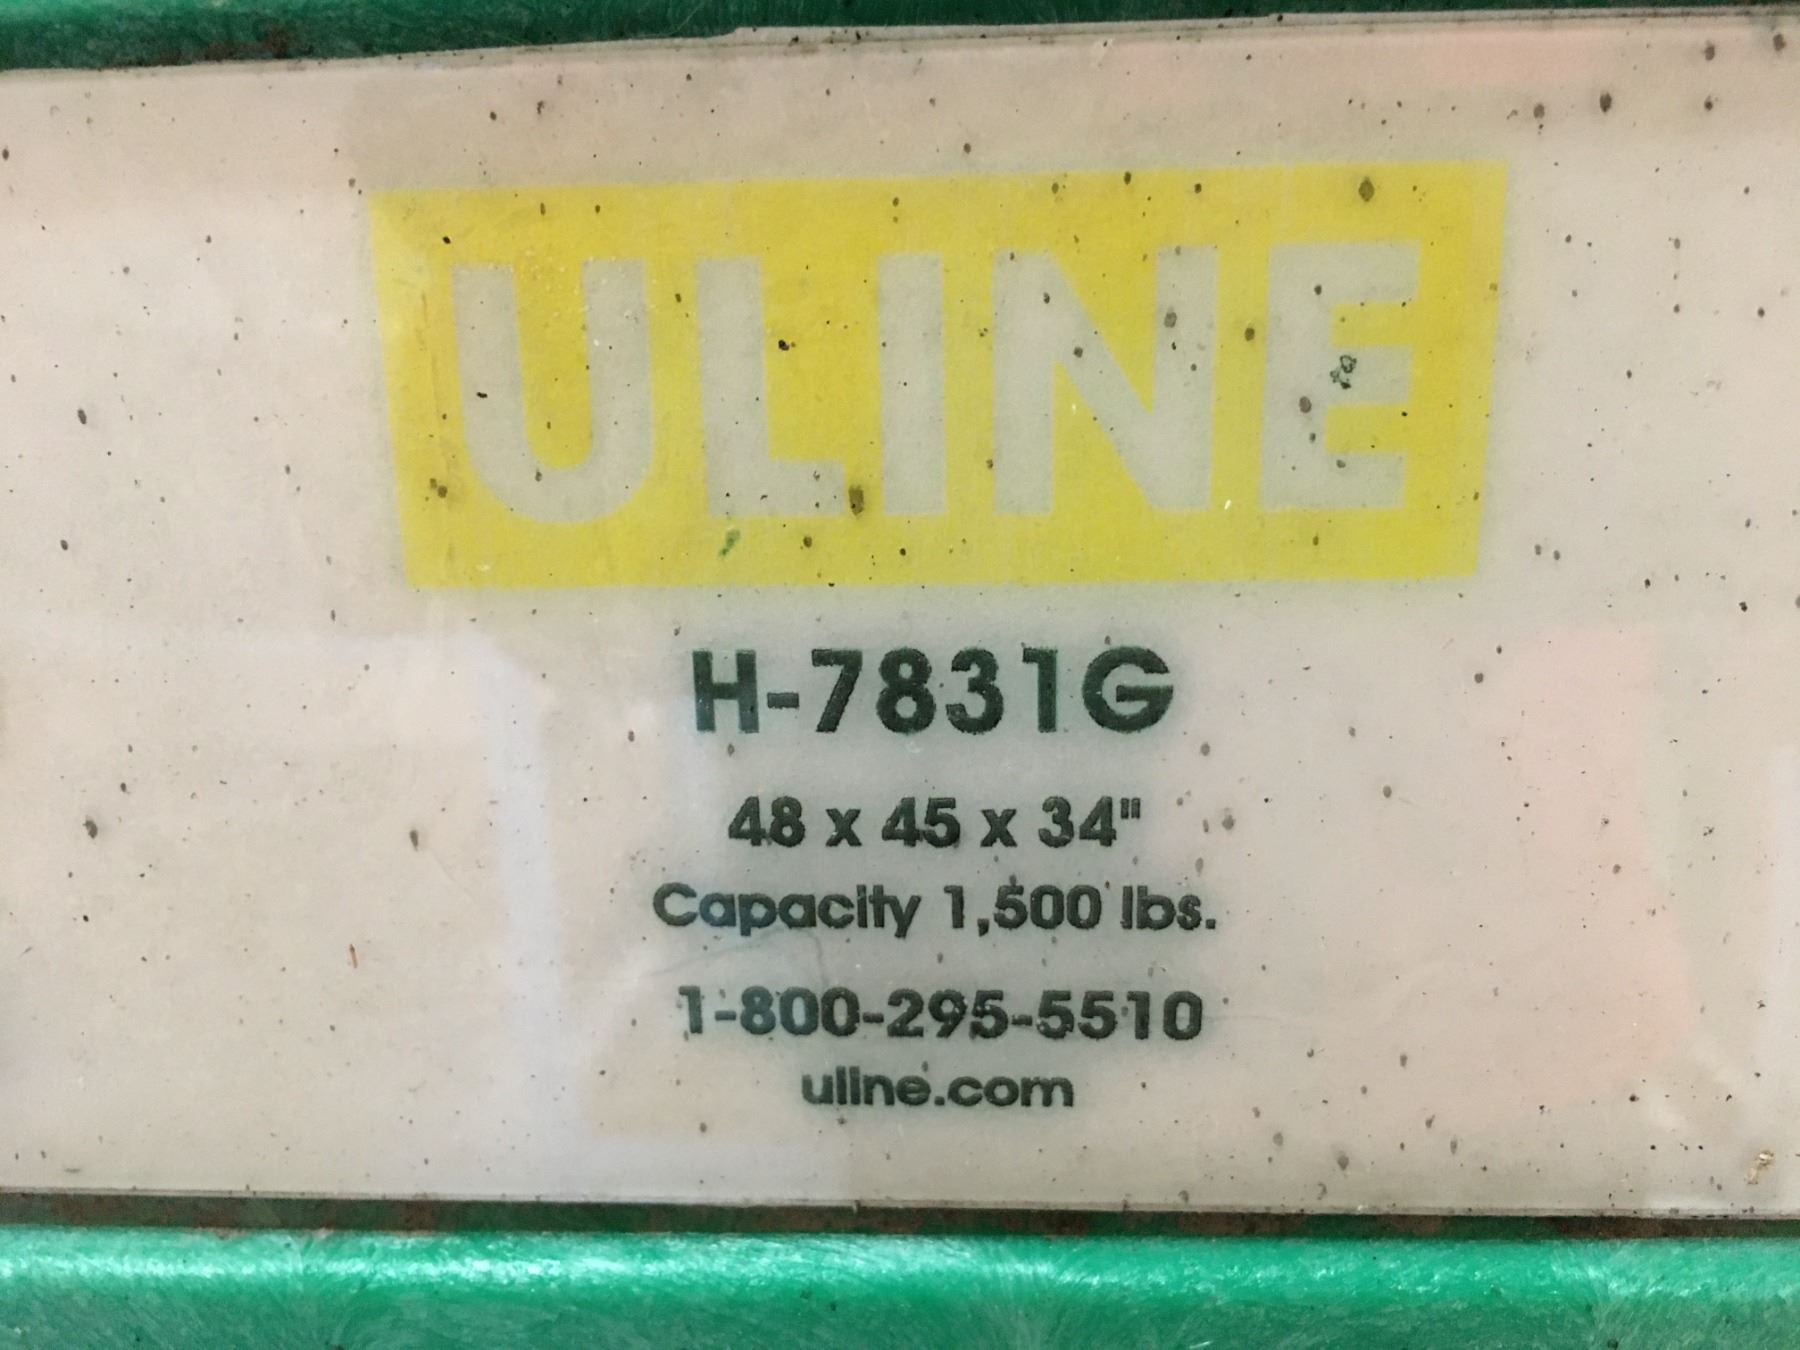 ULINE
H-7831G
48 x 45 x 34"
Capacity 1,500 lbs.
1-800-295-5510
uline.com